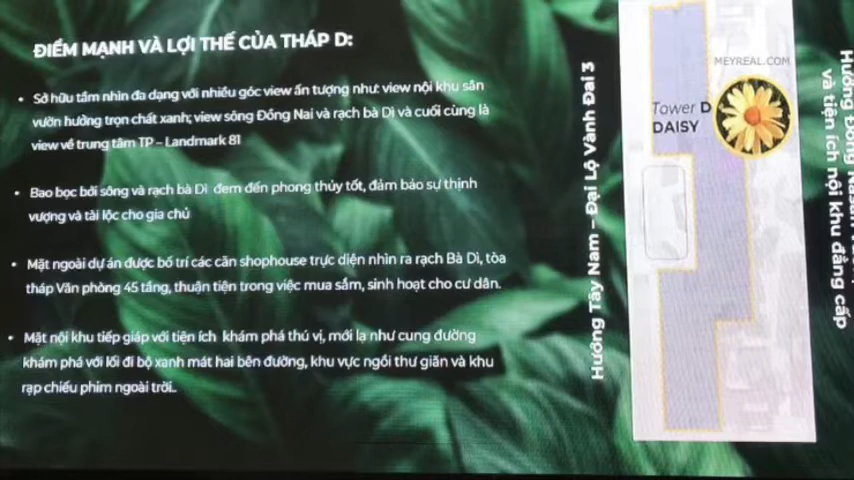 ĐIỂM MẠNH VÀ LỢI THẾ CỦA THÁP D:
• Sở hữu tầm nhìn đa dạng với nhiều góc view ấn tượng như: view nội khu sân
vườn hưởng trọn chất xanh; view sông Đồng Nai và rạch bà Dì và cuối cùng là
view về trung tâm TP – Landmark 81
• Bao bọc bởi sông và rạch bà Dì đem đến phong thủy tốt, đảm bảo sự thịnh
vượng và tài lộc cho gia chủ
• Mặt ngoài dự án được bố trí các căn shophouse trực diện nhìn ra rạch Bà Dì, tòa
tháp Văn phòng 45 tầng, thuận tiện trong việc mua sắm, sinh hoạt cho cư dân.
• Mặt nội khu tiếp giáp với tiện ích khám phá thú vị, mới lạ như cung đường
khám phá với lối đi bộ xanh mát hai bên đường, khu vực ngồi thư giãn và khu
rạp chiếu phim ngoài trời..
Hướng Tây Nam – Đại Lộ Vành Đai 3
MEYREAL.COM
Tower D
DAISY
Hướng Đông
và tiện ích nội khu đẳng cấp